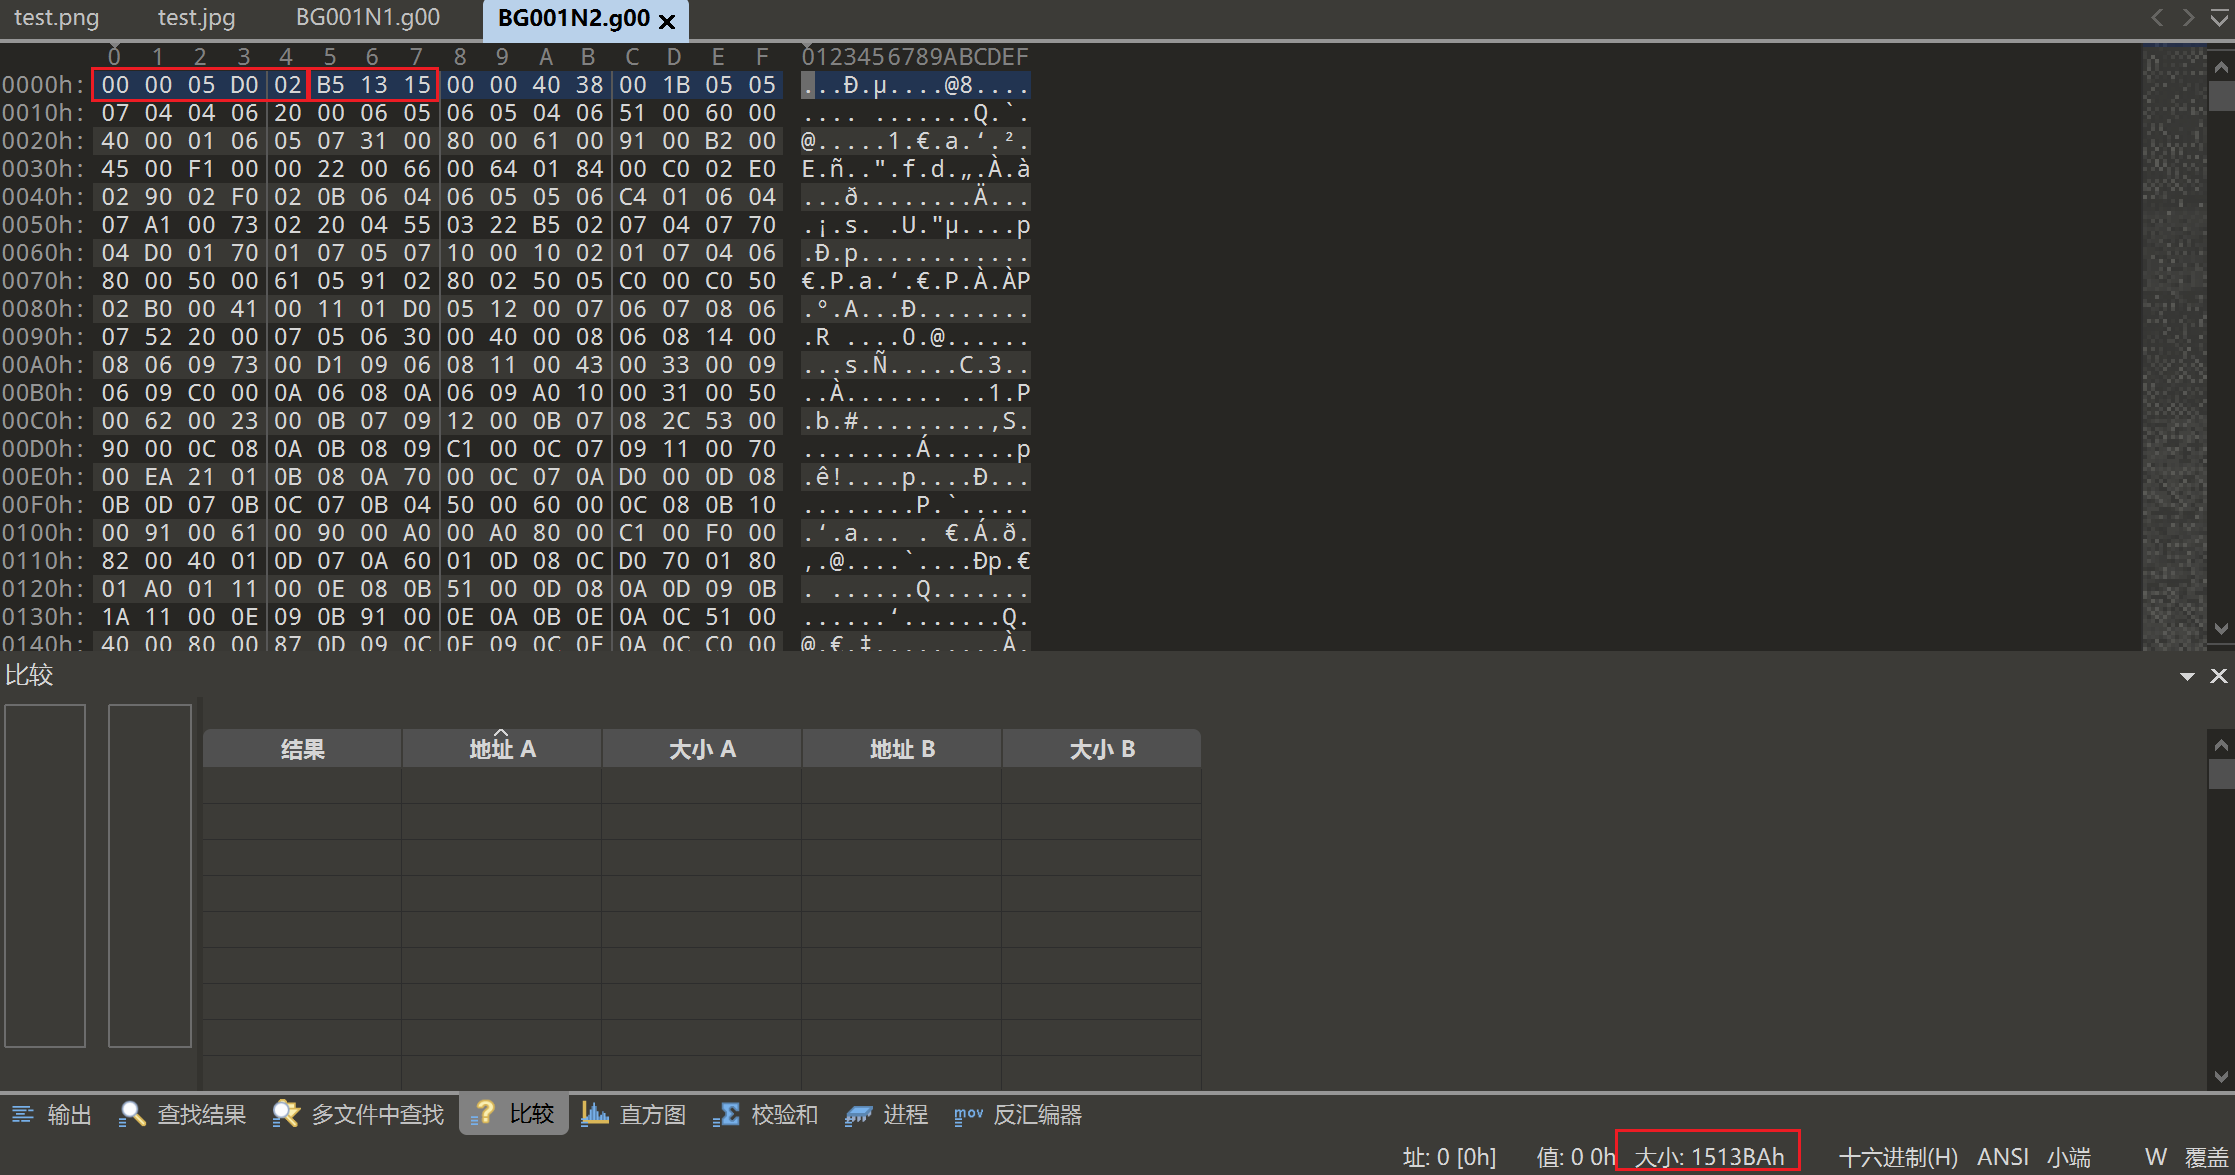 test.png test.jpg BG001N1.g00 BG001N2.g00
0 1 2 3 4 5 6 7 8 9 A B C D E F 0123456789ABCDEF
0000h: 00 00 05 D0 02 B5 13 15 00 00 40 38 00 1B 05 05 ...Ð.µ....@8....
0010h: 07 04 04 06 20 00 06 05 06 05 04 06 51 00 60 00 .... .......Q.`.
0020h: 40 00 01 06 05 07 31 00 80 00 61 00 91 00 B2 00 @.....1.€.a.‘.².
0030h: 45 00 F1 00 00 22 00 66 00 64 01 84 00 C0 02 E0 E.ñ..".f.d.„.À.à
0040h: 02 90 02 F0 02 0B 06 04 06 05 05 06 C4 01 06 04 ...ð........Ä...
0050h: 07 A1 00 73 02 20 04 55 03 22 B5 02 07 04 07 70 .¡.s. .U."µ....p
0060h: 04 D0 01 70 01 07 05 07 10 00 10 02 01 07 04 06 .Ð.p............
0070h: 80 00 50 00 61 05 91 02 80 02 50 05 C0 00 C0 50 €.P.a.‘.€.P.À.ÀP
0080h: 02 B0 00 41 00 11 01 D0 05 12 00 07 06 07 08 06 .°.A...Ð........
0090h: 07 52 20 00 07 05 06 30 00 40 00 08 06 08 14 00 .R ....0.@......
00A0h: 08 06 09 73 00 D1 09 06 08 11 00 43 00 33 00 09 ...s.Ñ.....C.3..
00B0h: 06 09 C0 00 0A 06 08 0A 06 09 A0 10 00 31 00 50 ..À....... ..1.P
00C0h: 00 62 00 23 00 0B 07 09 12 00 0B 07 08 2C 53 00 .b.#.........,S.
00D0h: 90 00 0C 08 0A 0B 08 09 C1 00 0C 07 09 11 00 70 ........Á......p
00E0h: 00 EA 21 01 0B 08 0A 70 00 0C 07 0A D0 00 0D 08 .ê!....p....Ð...
00F0h: 0B 0D 07 0B 0C 07 0B 04 50 00 60 00 0C 08 0B 10 ........P.`.....
0100h: 00 91 00 61 00 90 00 A0 00 A0 80 00 C1 00 F0 00 .‘.a... . €.Á.ð.
0110h: 82 00 40 01 0D 07 0A 60 01 0D 08 0C D0 70 01 80 ‚.@....`....Ðp.€
0120h: 01 A0 01 11 00 0E 08 0B 51 00 0D 08 0A 0D 09 0B . ......Q.......
0130h: 1A 11 00 0E 09 0B 91 00 0E 0A 0B 0E 0A 0C 51 00 ......‘.......Q.
0140h: 40 00 80 00 87 0D 09 0C 0F 09 0C 0F 0A 0C C0 00 @.€.‡.........À.
比较
结果 地址 A 大小 A 地址 B 大小 B
输出 查找结果 多文件中查找 比较 直方图 校验和 mov 进程 反汇编器
址: 0 [0h] 值: 0 0h 大小: 1513BAh 十六进制(H) ANSI 小端 W 覆盖